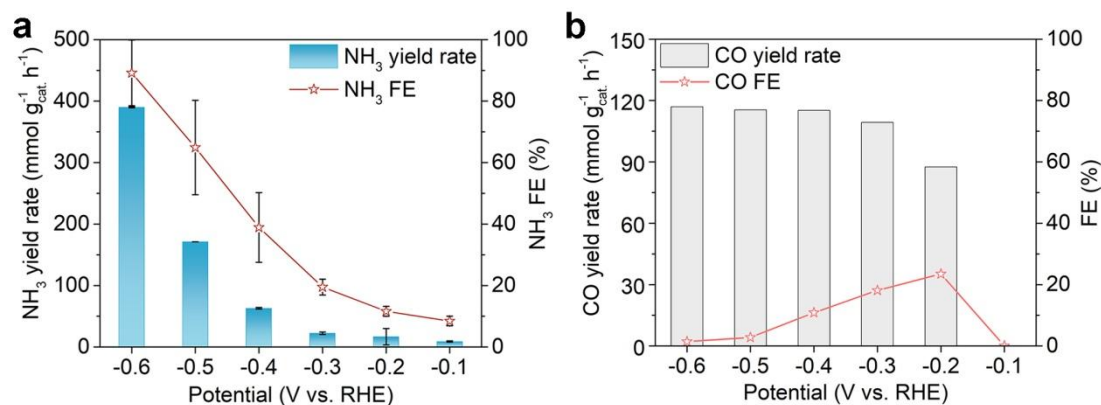 a
500
400
300
200
100
0
NH₃ yield rate (mmol g⁻¹cat. h⁻¹)
NH₃ yield rate
NH₃ FE
100
80
60
40
20
0
NH₃ FE (%)
-0.6 -0.5 -0.4 -0.3 -0.2 -0.1
Potential (V vs. RHE)
b
150
120
90
60
30
0
CO yield rate (mmol g⁻¹cat. h⁻¹)
CO yield rate
CO FE
100
80
60
40
20
0
FE (%)
-0.6 -0.5 -0.4 -0.3 -0.2 -0.1
Potential (V vs. RHE)